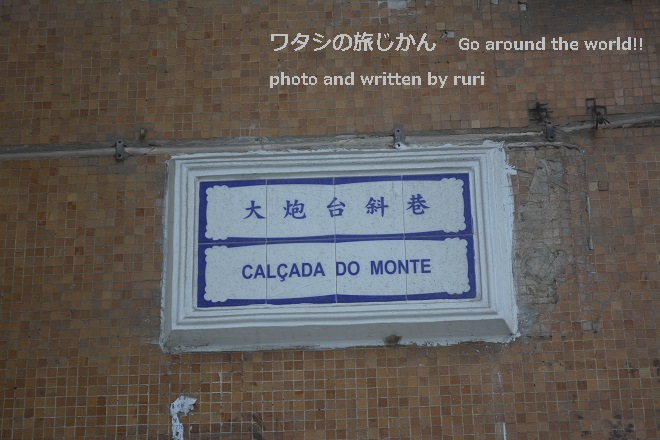 ワタシの旅じかん Go around the world!!
photo and written by ruri
大炮台斜巷
CALÇADA DO MONTE